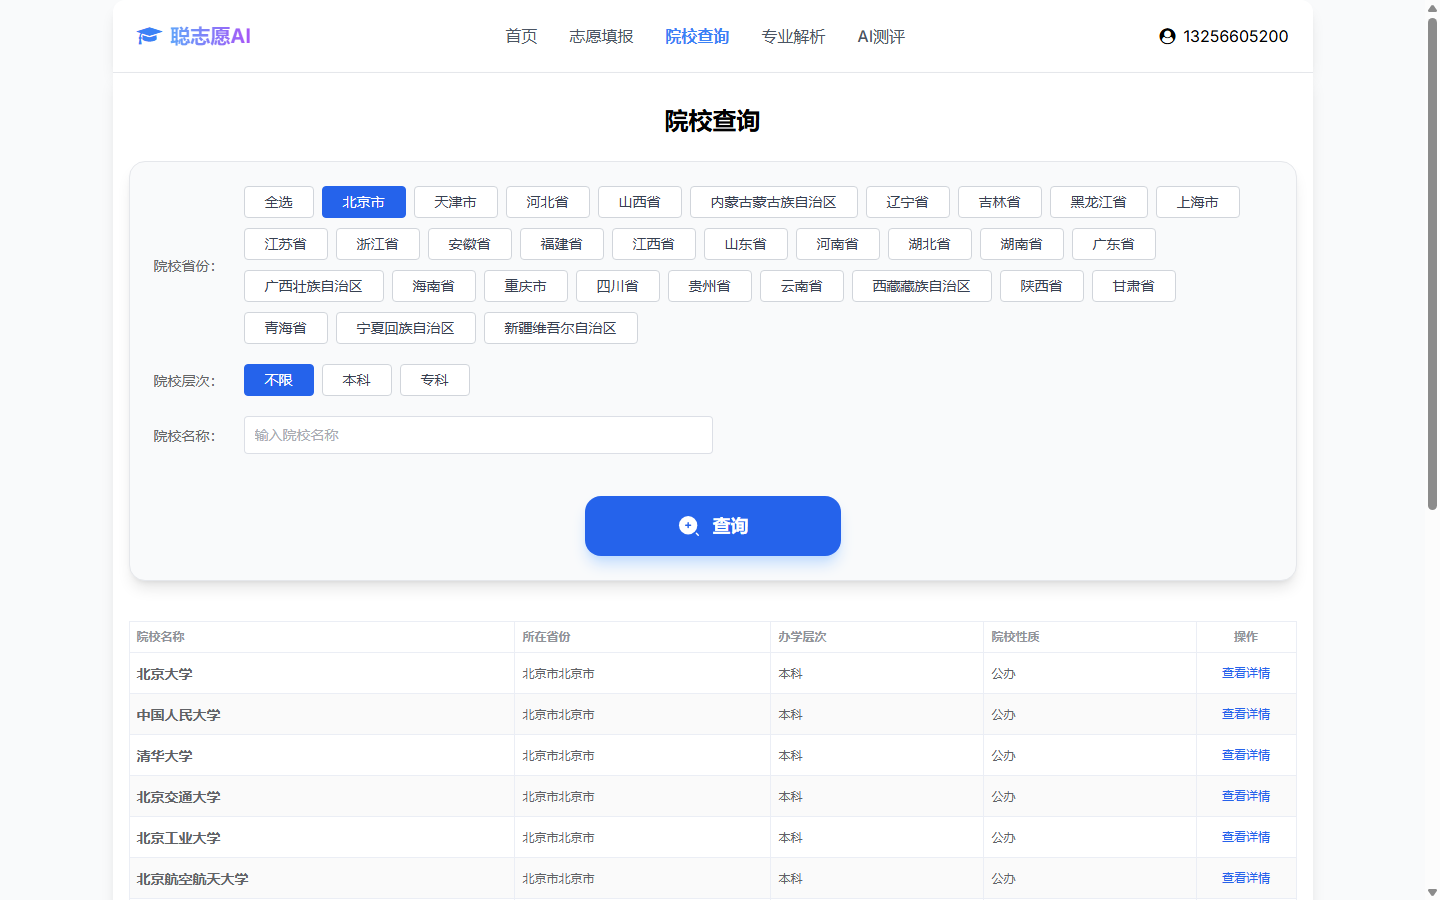 聪志愿AI
首页 志愿填报 院校查询 专业解析 AI测评
13256605200
院校查询
院校省份：
全选 北京市 天津市 河北省 山西省 内蒙古蒙古族自治区 辽宁省 吉林省 黑龙江省 上海市
江苏省 浙江省 安徽省 福建省 江西省 山东省 河南省 湖北省 湖南省 广东省
广西壮族自治区 海南省 重庆市 四川省 贵州省 云南省 西藏藏族自治区 陕西省 甘肃省
青海省 宁夏回族自治区 新疆维吾尔自治区
院校层次： 不限 本科 专科
院校名称： 输入院校名称
查询
院校名称 所在省份 办学层次 院校性质 操作
北京大学 北京市北京市 本科 公办 查看详情
中国人民大学 北京市北京市 本科 公办 查看详情
清华大学 北京市北京市 本科 公办 查看详情
北京交通大学 北京市北京市 本科 公办 查看详情
北京工业大学 北京市北京市 本科 公办 查看详情
北京航空航天大学 北京市北京市 本科 公办 查看详情